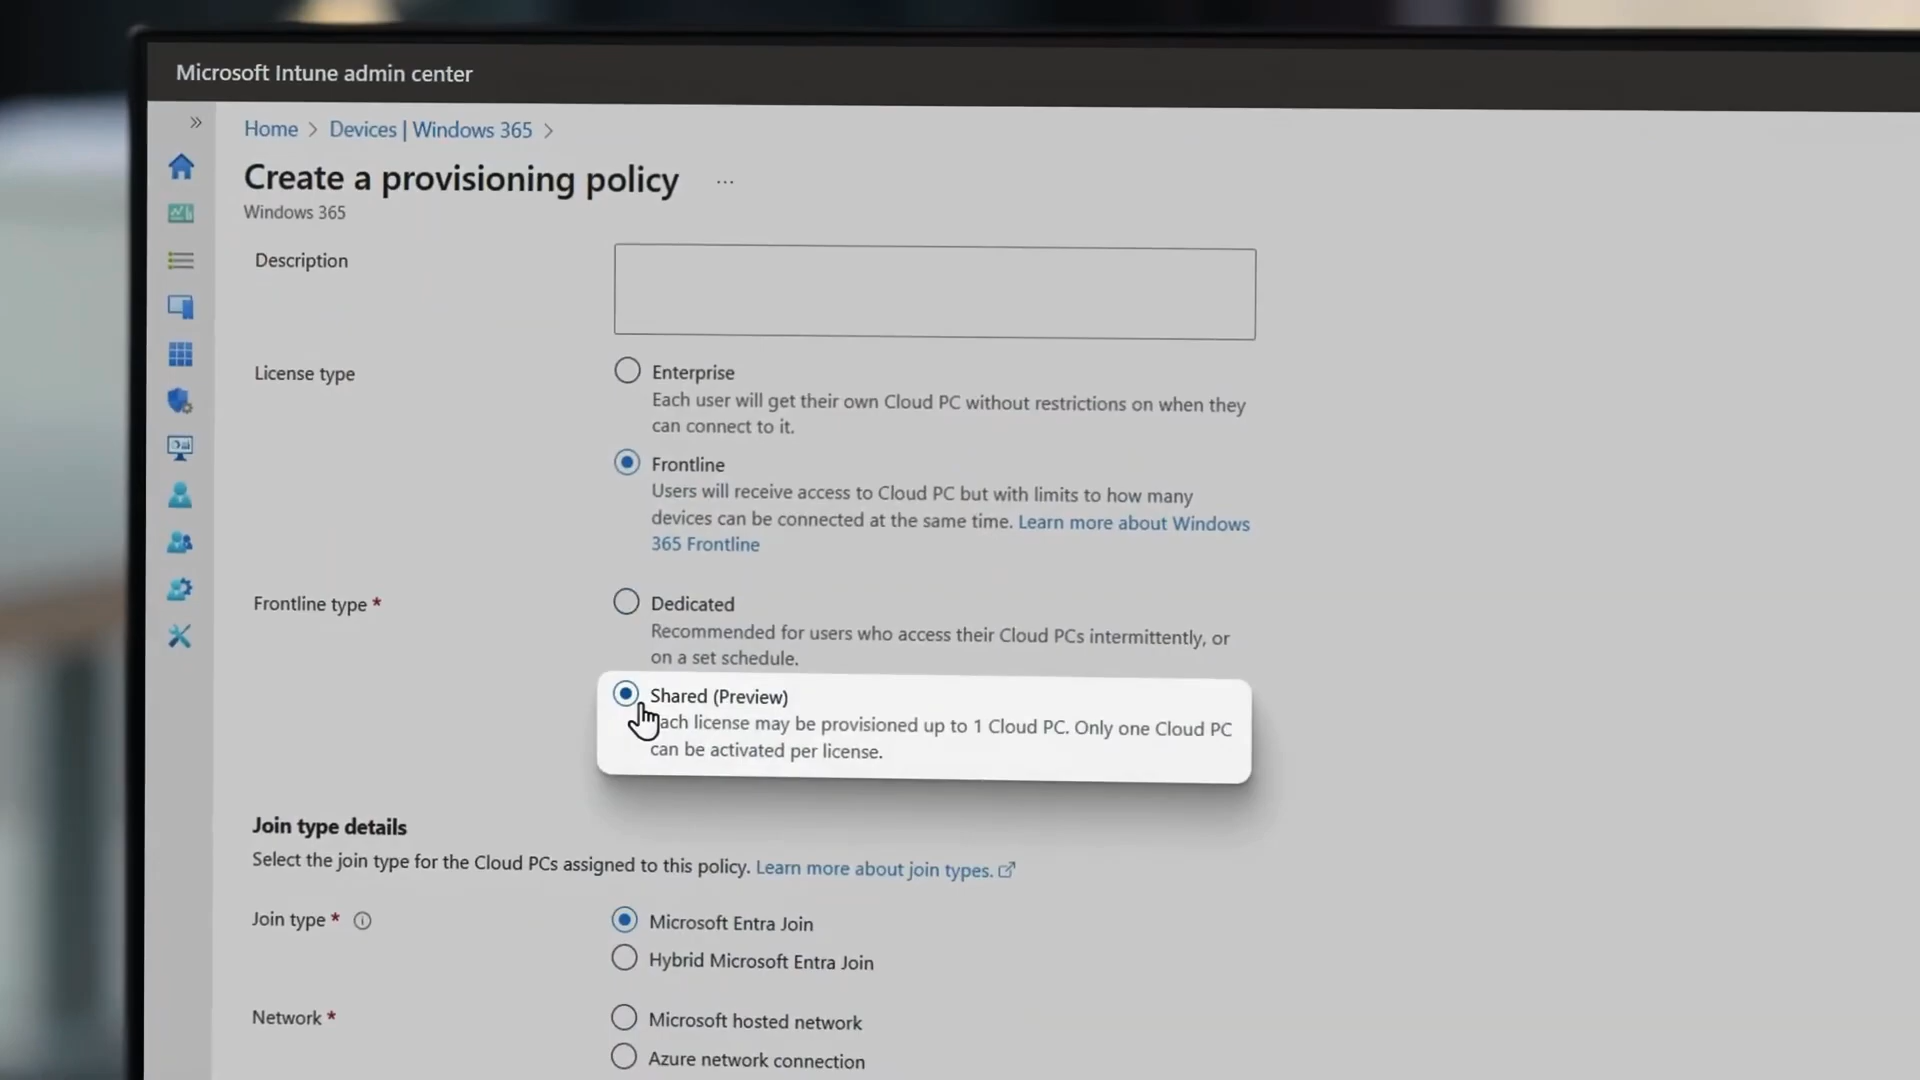 Microsoft Intune admin center
Home > Devices | Windows 365 >
Create a provisioning policy ...
Windows 365
Description
License type
Enterprise
Each user will get their own Cloud PC without restrictions on when they
can connect to it.
Frontline
Users will receive access to Cloud PC but with limits to how many
devices can be connected at the same time. Learn more about Windows
365 Frontline
Frontline type *
Dedicated
Recommended for users who access their Cloud PCs intermittently, or
on a set schedule.
Shared (Preview)
ach license may be provisioned up to 1 Cloud PC. Only one Cloud PC
can be activated per license.
Join type details
Select the join type for the Cloud PCs assigned to this policy. Learn more about join types.
Join type *
Microsoft Entra Join
Hybrid Microsoft Entra Join
Network *
Microsoft hosted network
Azure network connection